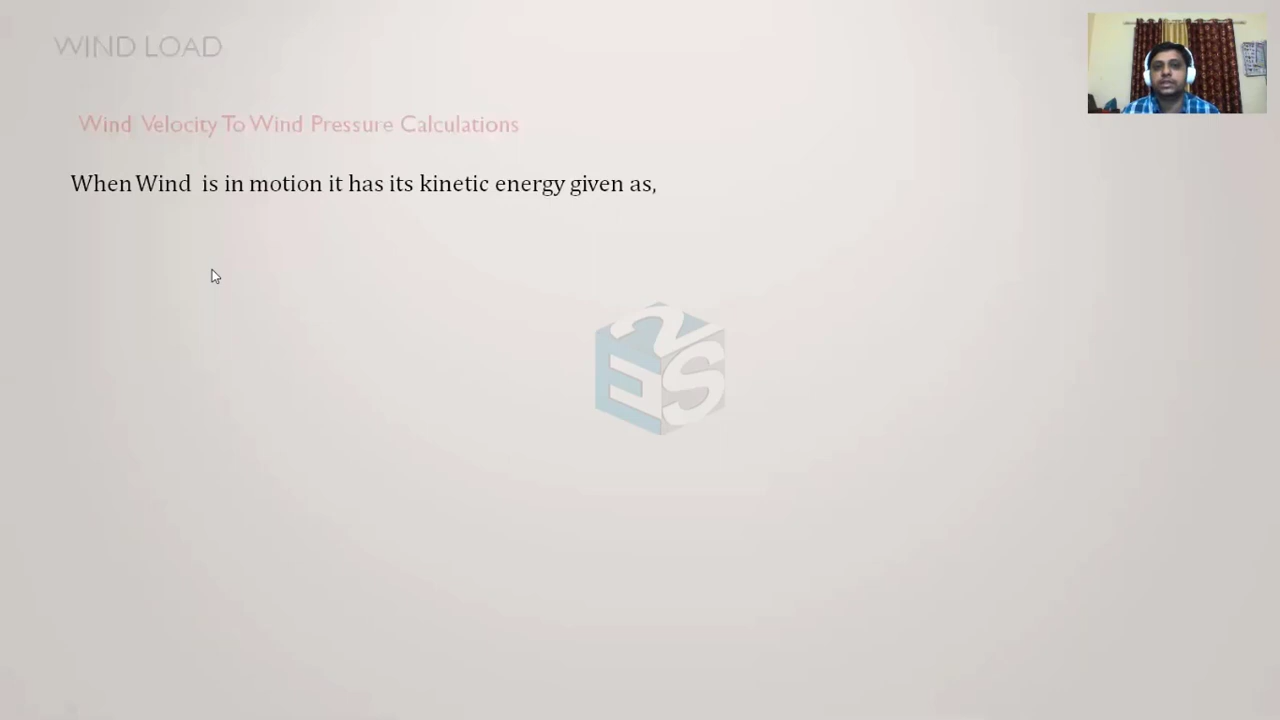 WIND LOAD
Wind Velocity To Wind Pressure Calculations
When Wind is in motion it has its kinetic energy given as,
E2S